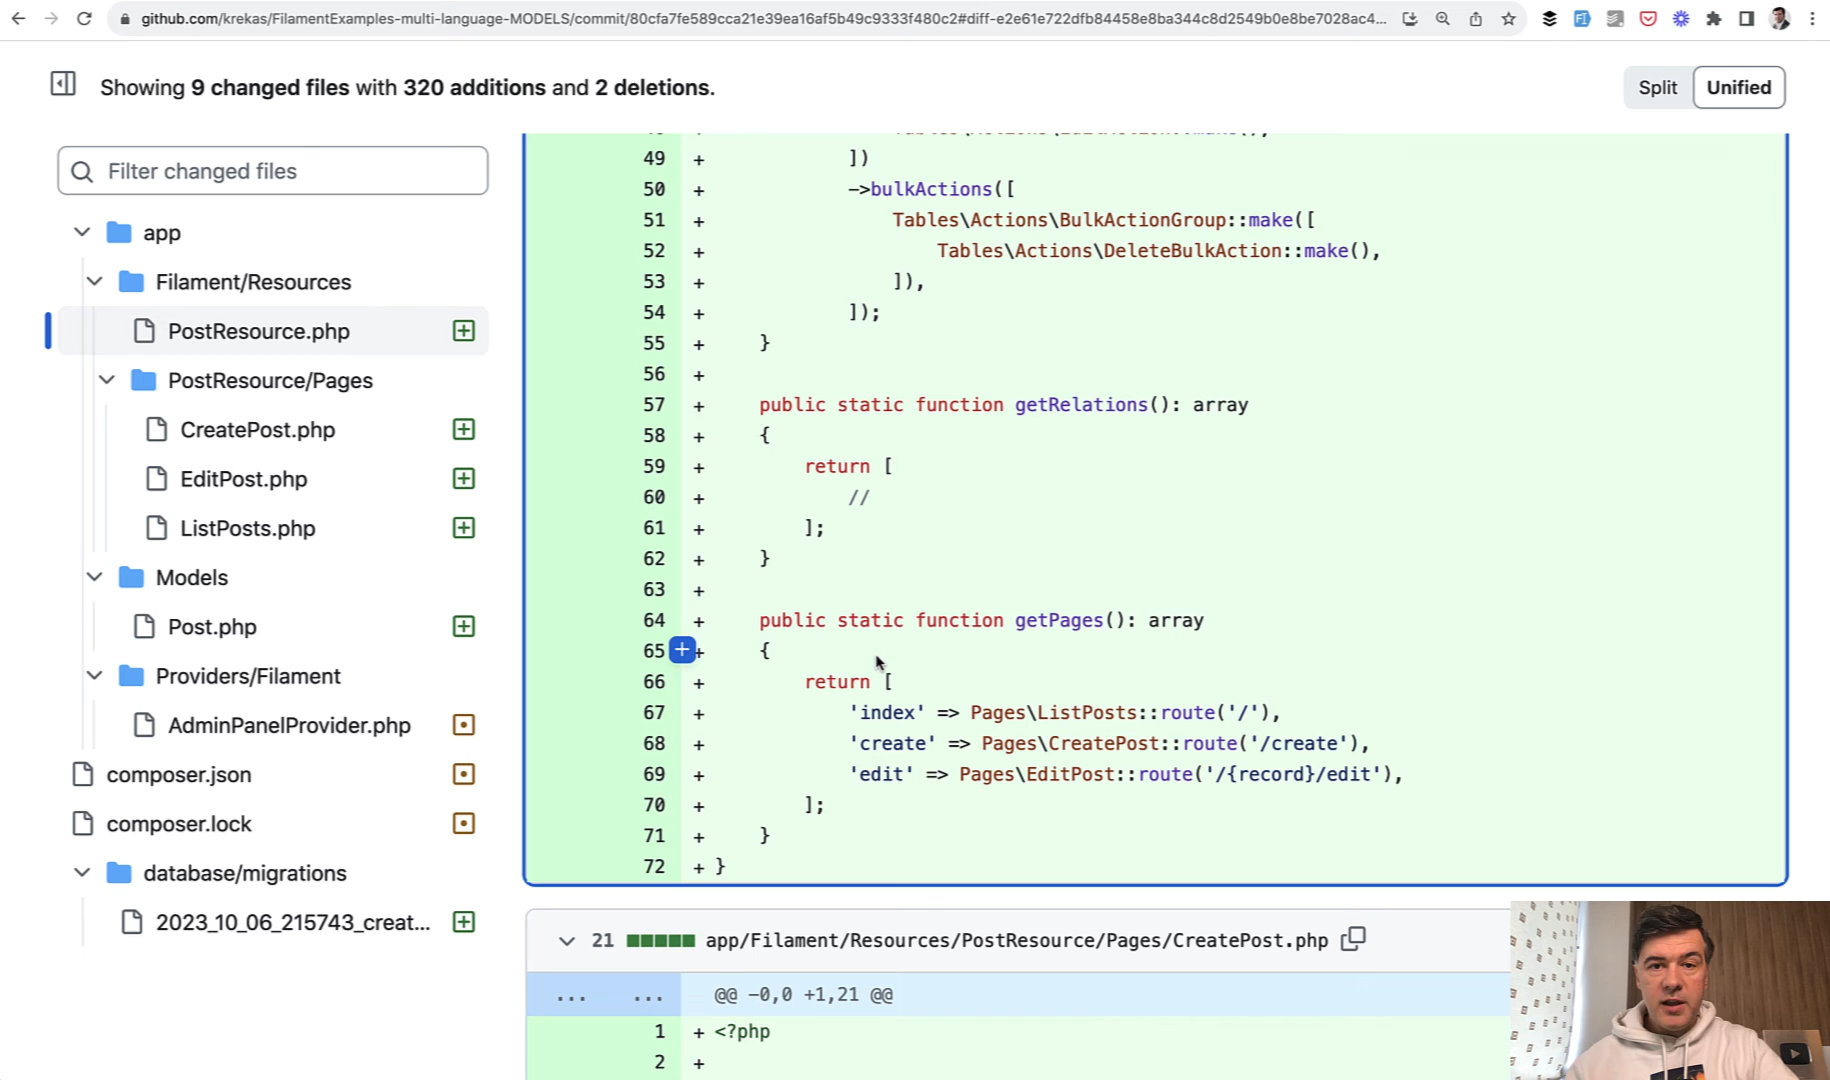 github.com/krekas/FilamentExamples-multi-language-MODELS/commit/80cfa7fe589cca21e39ea16af5b49c9333f480c2#diff-e2e61e722dfb84458e8ba344c8d2549b0e8be7028ac4...
Showing 9 changed files with 320 additions and 2 deletions.
Split
Unified
Filter changed files
app
Filament/Resources
PostResource.php
PostResource/Pages
CreatePost.php
EditPost.php
ListPosts.php
Models
Post.php
Providers/Filament
AdminPanelProvider.php
composer.json
composer.lock
database/migrations
2023_10_06_215743_creat...
49 + ])
50 + ->bulkActions([
51 + Tables\Actions\BulkActionGroup::make([
52 + Tables\Actions\DeleteBulkAction::make(),
53 + ]),
54 + ]);
55 + }
56 +
57 + public static function getRelations(): array
58 + {
59 + return [
60 + //
61 + ];
62 + }
63 +
64 + public static function getPages(): array
65 + {
66 + return [
67 + 'index' => Pages\ListPosts::route('/'),
68 + 'create' => Pages\CreatePost::route('/create'),
69 + 'edit' => Pages\EditPost::route('/{record}/edit'),
70 + ];
71 + }
72 + }
21 app/Filament/Resources/PostResource/Pages/CreatePost.php
... ... @@ -0,0 +1,21 @@
1 + <?php
2 +